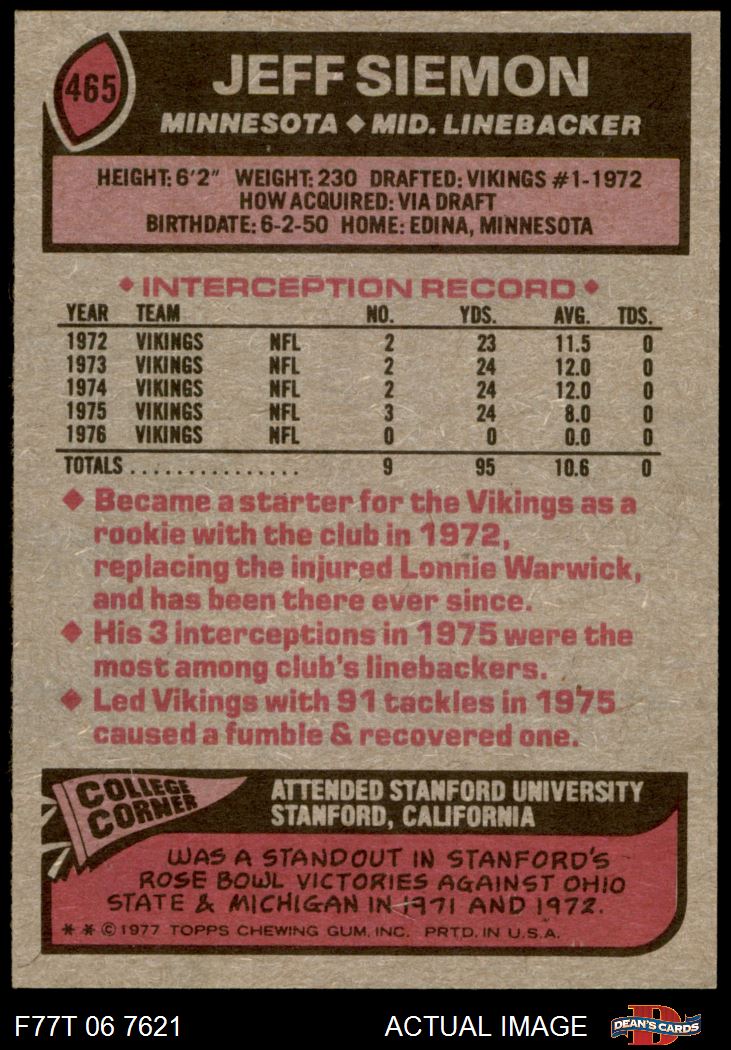 465
JEFF SIEMON
MINNESOTA ◆ MID. LINEBACKER
HEIGHT: 6'2" WEIGHT: 230 DRAFTED: VIKINGS #1-1972
HOW ACQUIRED: VIA DRAFT
BIRTHDATE: 6-2-50 HOME: EDINA, MINNESOTA
◆ INTERCEPTION RECORD ◆
YEAR TEAM NO. YDS. AVG. TDS.
1972 VIKINGS NFL 2 23 11.5 0
1973 VIKINGS NFL 2 24 12.0 0
1974 VIKINGS NFL 2 24 12.0 0
1975 VIKINGS NFL 3 24 8.0 0
1976 VIKINGS NFL 0 0 0.0 0
TOTALS................ 9 95 10.6 0
◆ Became a starter for the Vikings as a
rookie with the club in 1972,
replacing the injured Lonnie Warwick,
and has been there ever since.
◆ His 3 interceptions in 1975 were the
most among club's linebackers.
◆ Led Vikings with 91 tackles in 1975
caused a fumble & recovered one.
COLLEGE
CORNER
ATTENDED STANFORD UNIVERSITY
STANFORD, CALIFORNIA
WAS A STANDOUT IN STANFORD'S
ROSE BOWL VICTORIES AGAINST OHIO
STATE & MICHIGAN IN 1971 AND 1972.
* * © 1977 TOPPS CHEWING GUM, INC. PRTD. IN U.S.A.
F77T 06 7621 ACTUAL IMAGE
D
DEAN'S CARDS